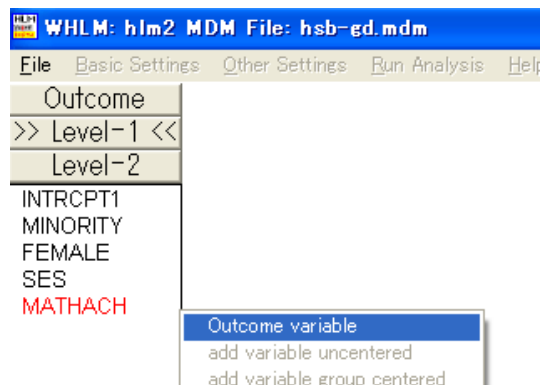 WHLM: hlm2 MDM File: hsb-gd.mdm
File Basic Settings Other Settings Run Analysis Help
Outcome
>> Level-1 <<
Level-2
INTRCPT1
MINORITY
FEMALE
SES
MATHACH
Outcome variable
add variable uncentered
add variable group centered